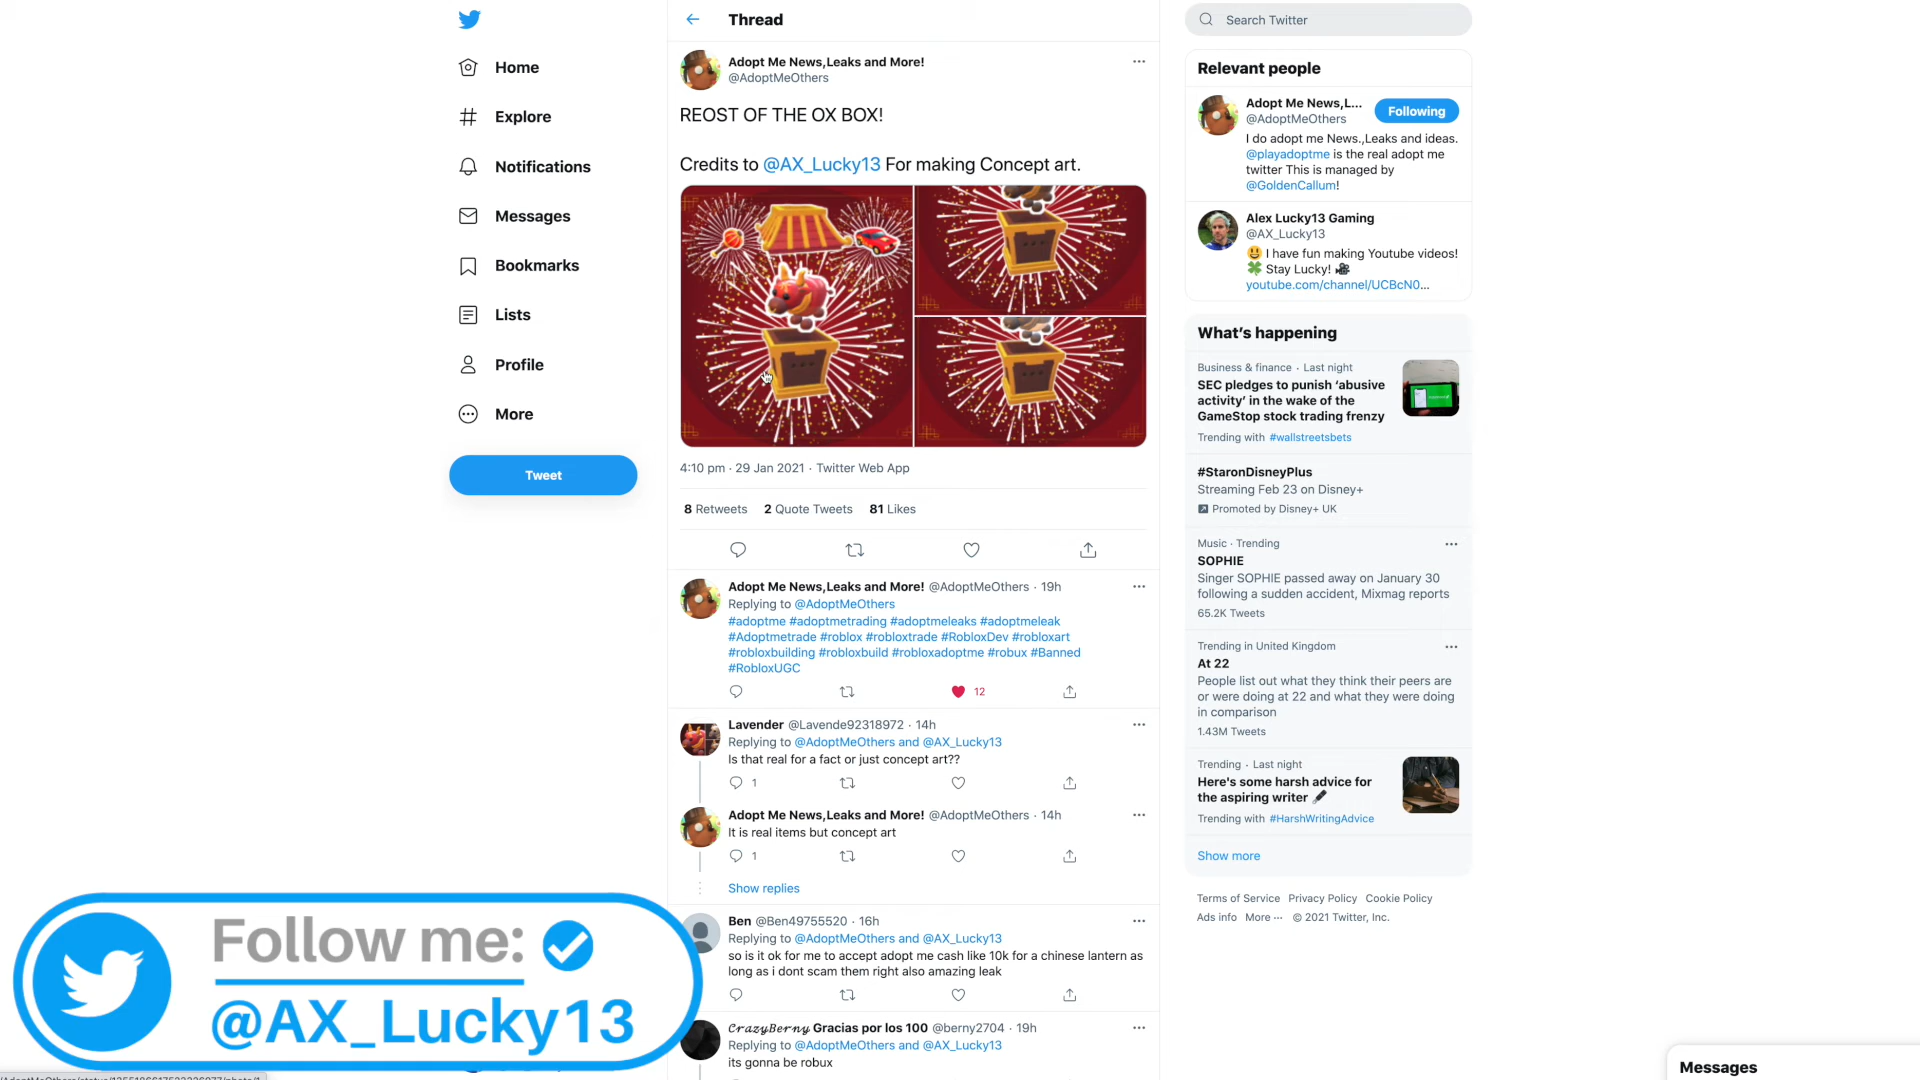 Home
Explore
Notifications
Messages
Bookmarks
Lists
Profile
More
Tweet
Thread
Adopt Me News,Leaks and More!
@AdoptMeOthers
REOST OF THE OX BOX!
Credits to @AX_Lucky13 For making Concept art.
4:10 pm · 29 Jan 2021 · Twitter Web App
8 Retweets 2 Quote Tweets 81 Likes
Adopt Me News,Leaks and More! @AdoptMeOthers · 19h
Replying to @AdoptMeOthers
#adoptme #adoptmetrading #adoptmeleaks #adoptmeleak
#Adoptmetrade #roblox #robloxtrade #RobloxDev #robloxart
#robloxbuilding #robloxbuild #robloxadoptme #robux #Banned
#RobloxUGC
12
Lavender @Lavende92318972 · 14h
Replying to @AdoptMeOthers and @AX_Lucky13
Is that real for a fact or just concept art??
1
Adopt Me News,Leaks and More! @AdoptMeOthers · 14h
It is real items but concept art
1
Show replies
Ben @Ben49755520 · 16h
Replying to @AdoptMeOthers and @AX_Lucky13
so is it ok for me to accept adopt me cash like 10k for a chinese lantern as
long as i dont scam them right also amazing leak
CrazyBerny Gracias por los 100 @berny2704 · 19h
Replying to @AdoptMeOthers and @AX_Lucky13
its gonna be robux
Search Twitter
Relevant people
Adopt Me News,L...
@AdoptMeOthers
Following
I do adopt me News.,Leaks and ideas.
@playadoptme is the real adopt me
twitter This is managed by
@GoldenCallum!
Alex Lucky13 Gaming
@AX_Lucky13
😃 I have fun making Youtube videos!
🍀 Stay Lucky! 🎥
youtube.com/channel/UCBcN0...
What's happening
Business & finance · Last night
SEC pledges to punish 'abusive
activity' in the wake of the
GameStop stock trading frenzy
Trending with #wallstreetsbets
#StaronDisneyPlus
Streaming Feb 23 on Disney+
Promoted by Disney+ UK
Music · Trending
SOPHIE
Singer SOPHIE passed away on January 30
following a sudden accident, Mixmag reports
65.2K Tweets
Trending in United Kingdom
At 22
People list out what they think their peers are
or were doing at 22 and what they were doing
in comparison
1.43M Tweets
Trending · Last night
Here's some harsh advice for
the aspiring writer 🖋
Trending with #HarshWritingAdvice
Show more
Terms of Service Privacy Policy Cookie Policy
Ads info More ··· © 2021 Twitter, Inc.
Messages
Follow me:
@AX_Lucky13